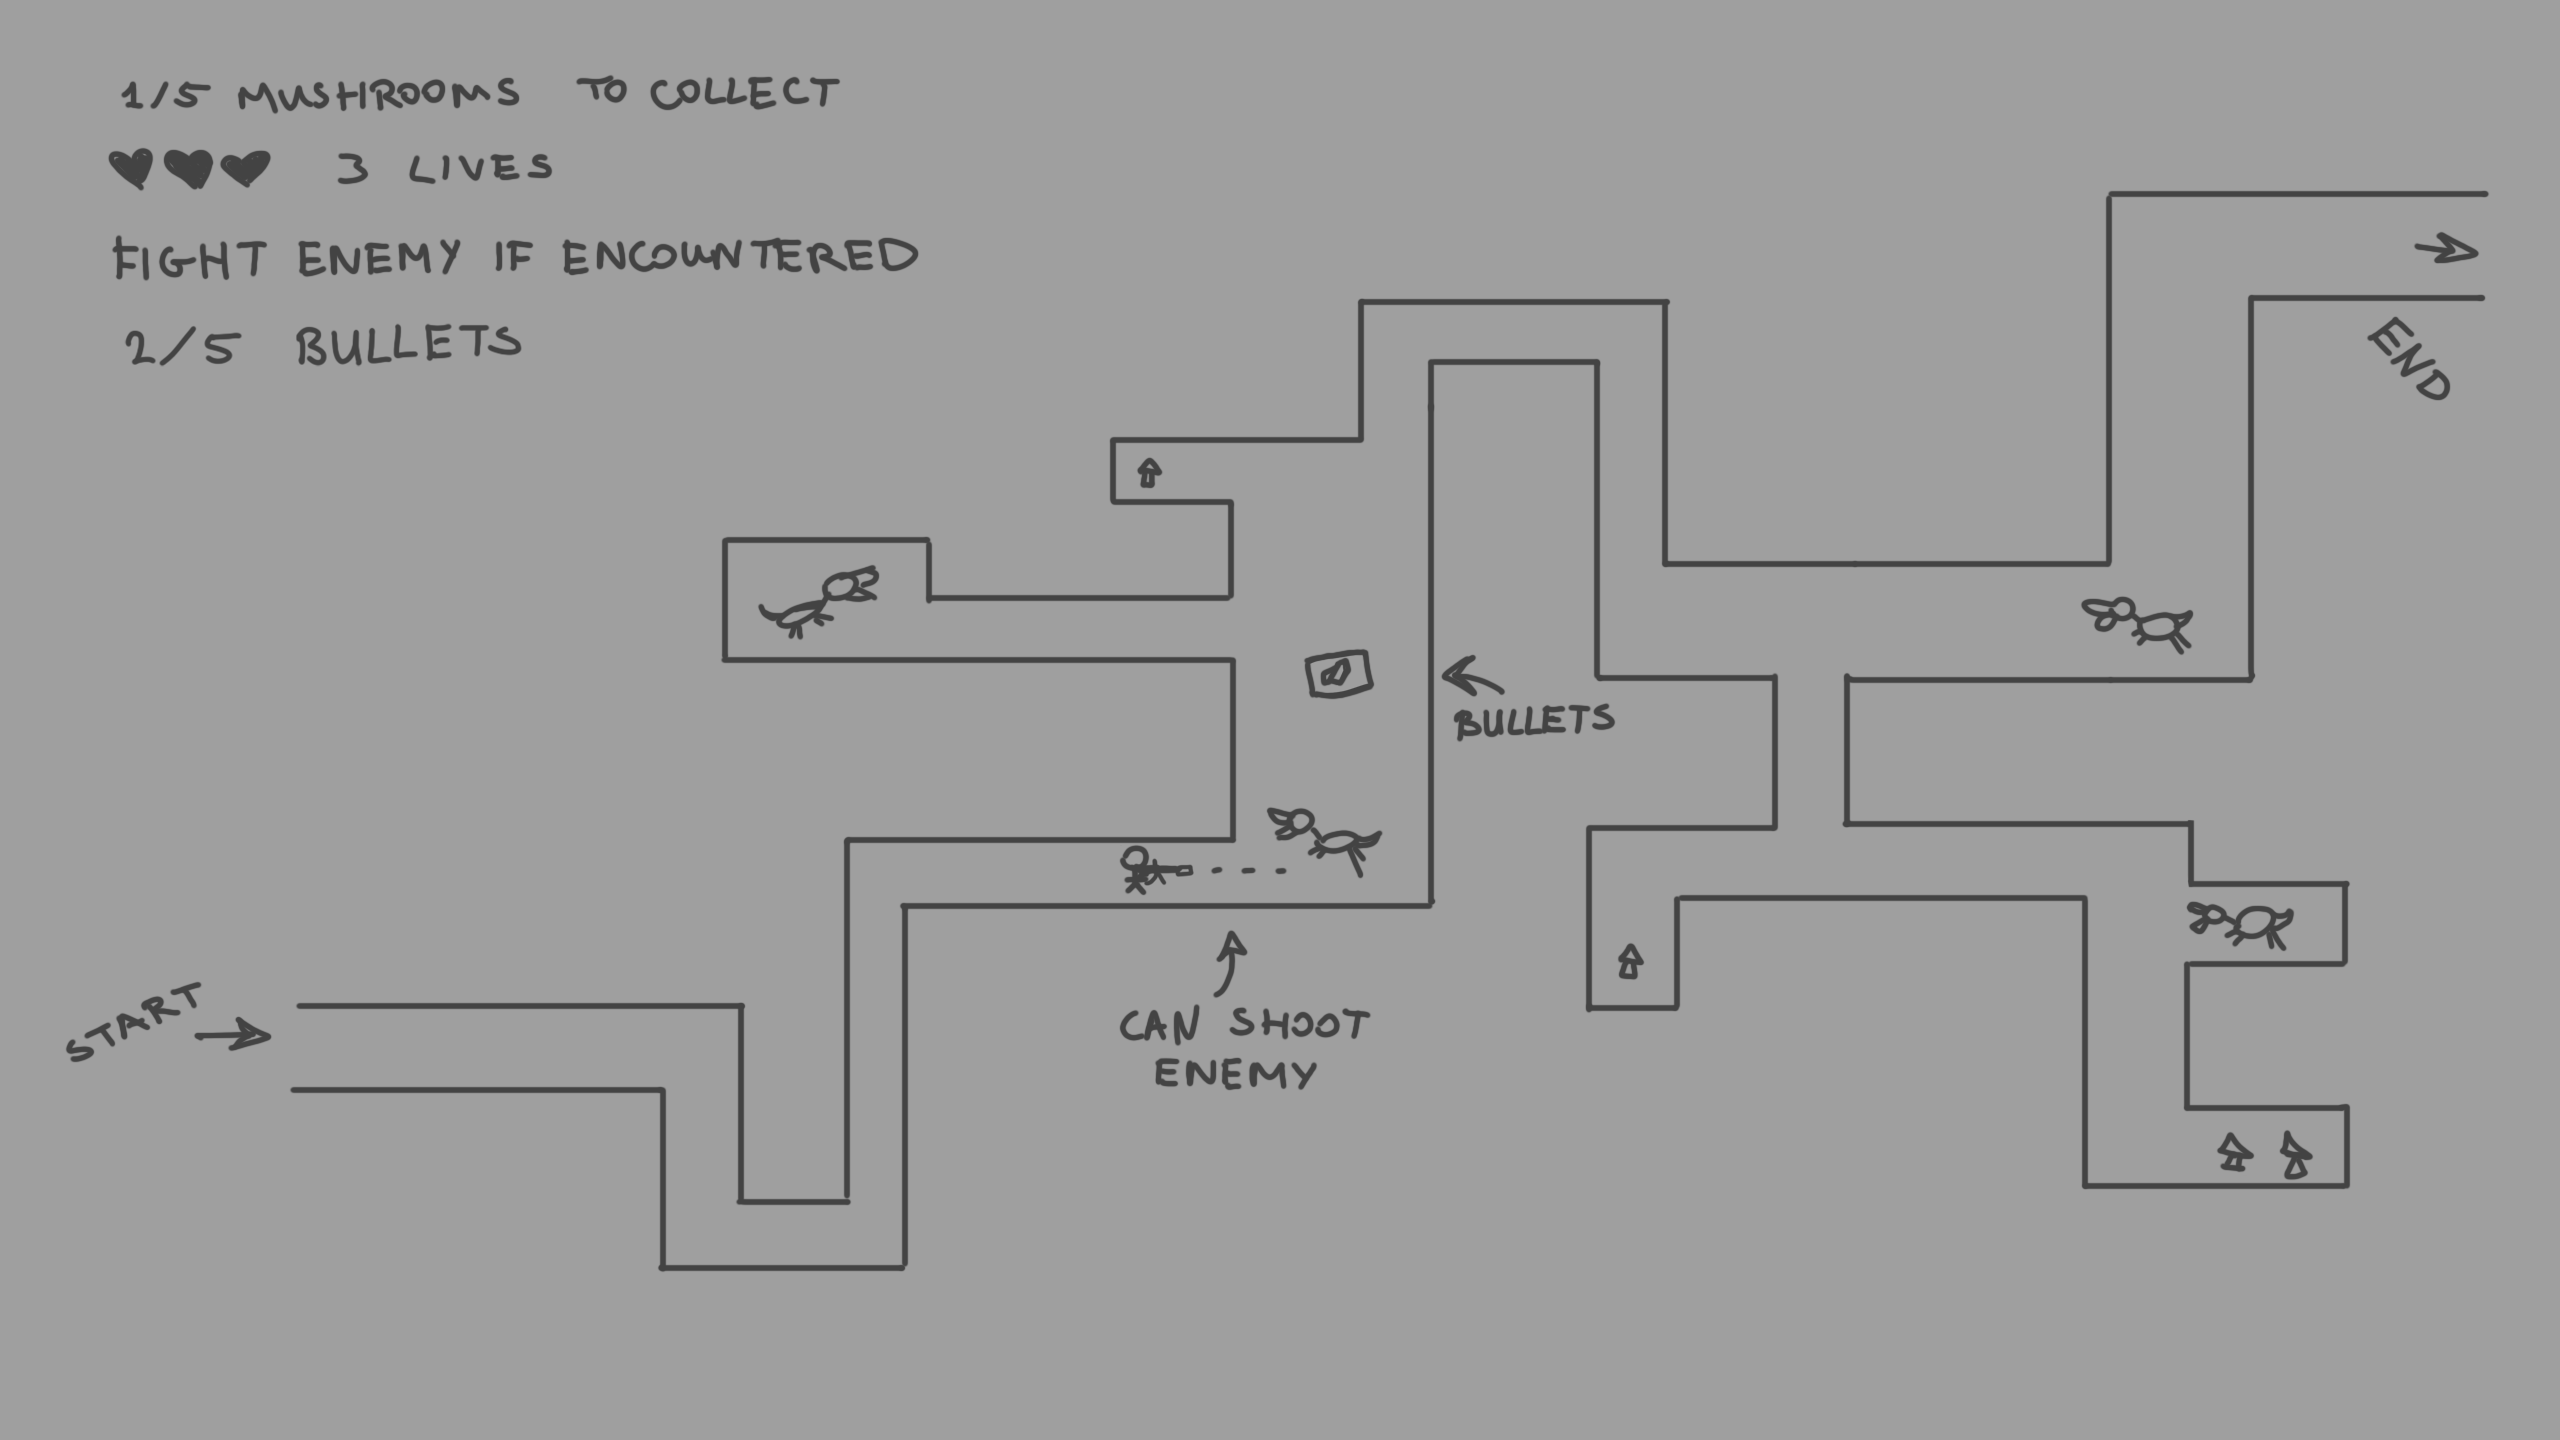 1/5 MUSHROOMS TO COLLECT
3 LIVES
FIGHT ENEMY IF ENCOUNTERED
2/5 BULLETS
END
BULLETS
START
CAN SHOOT
ENEMY